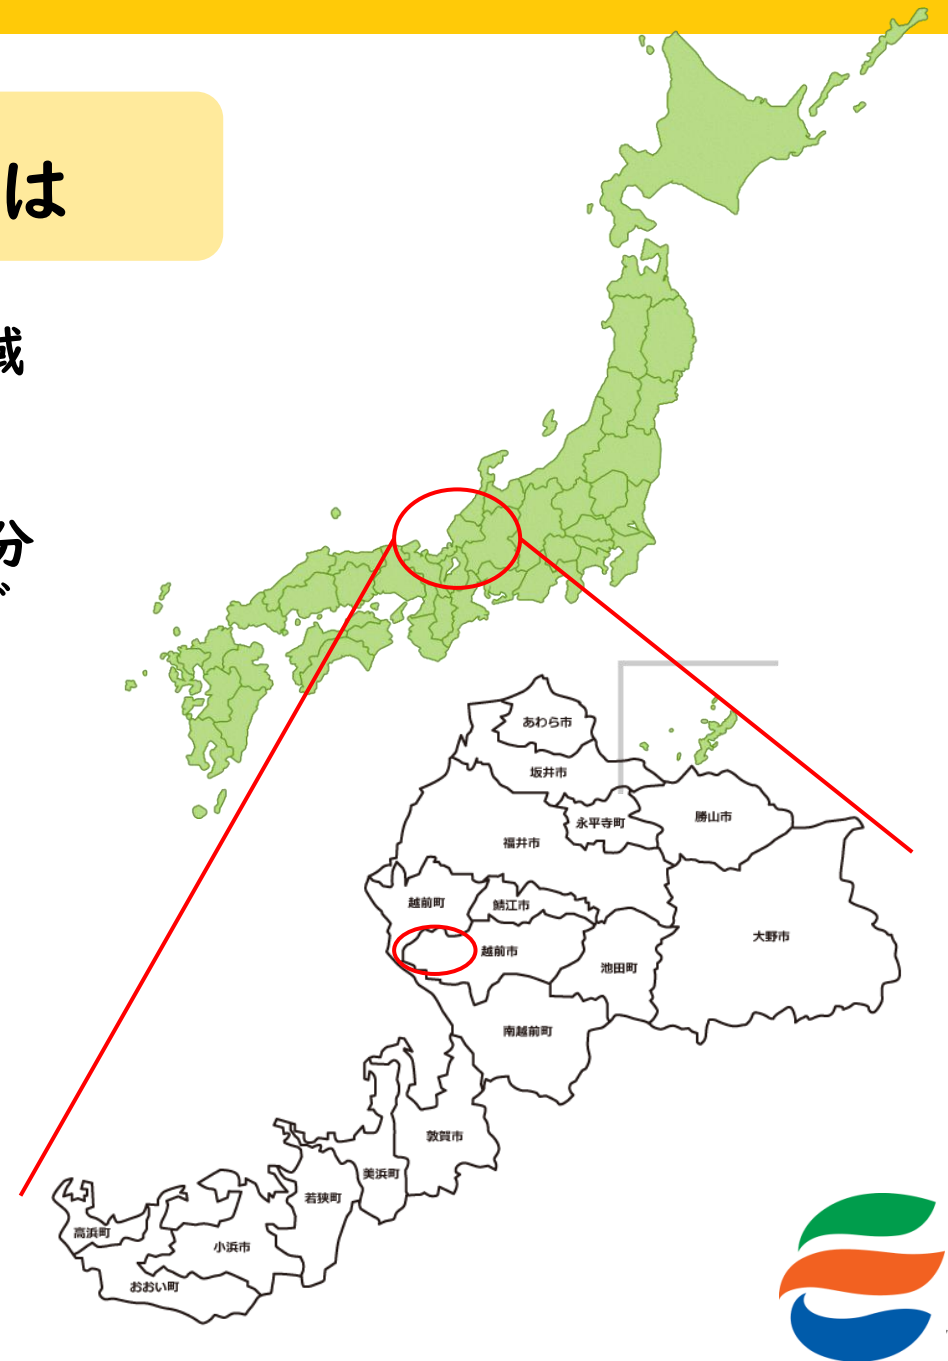 は
域
分
あわら市
坂井市
勝山市
永平寺町
福井市
越前町
鯖江市
大野市
越前市
池田町
南越前町
敦賀市
美浜町
若狭町
高浜町
小浜市
おおい町